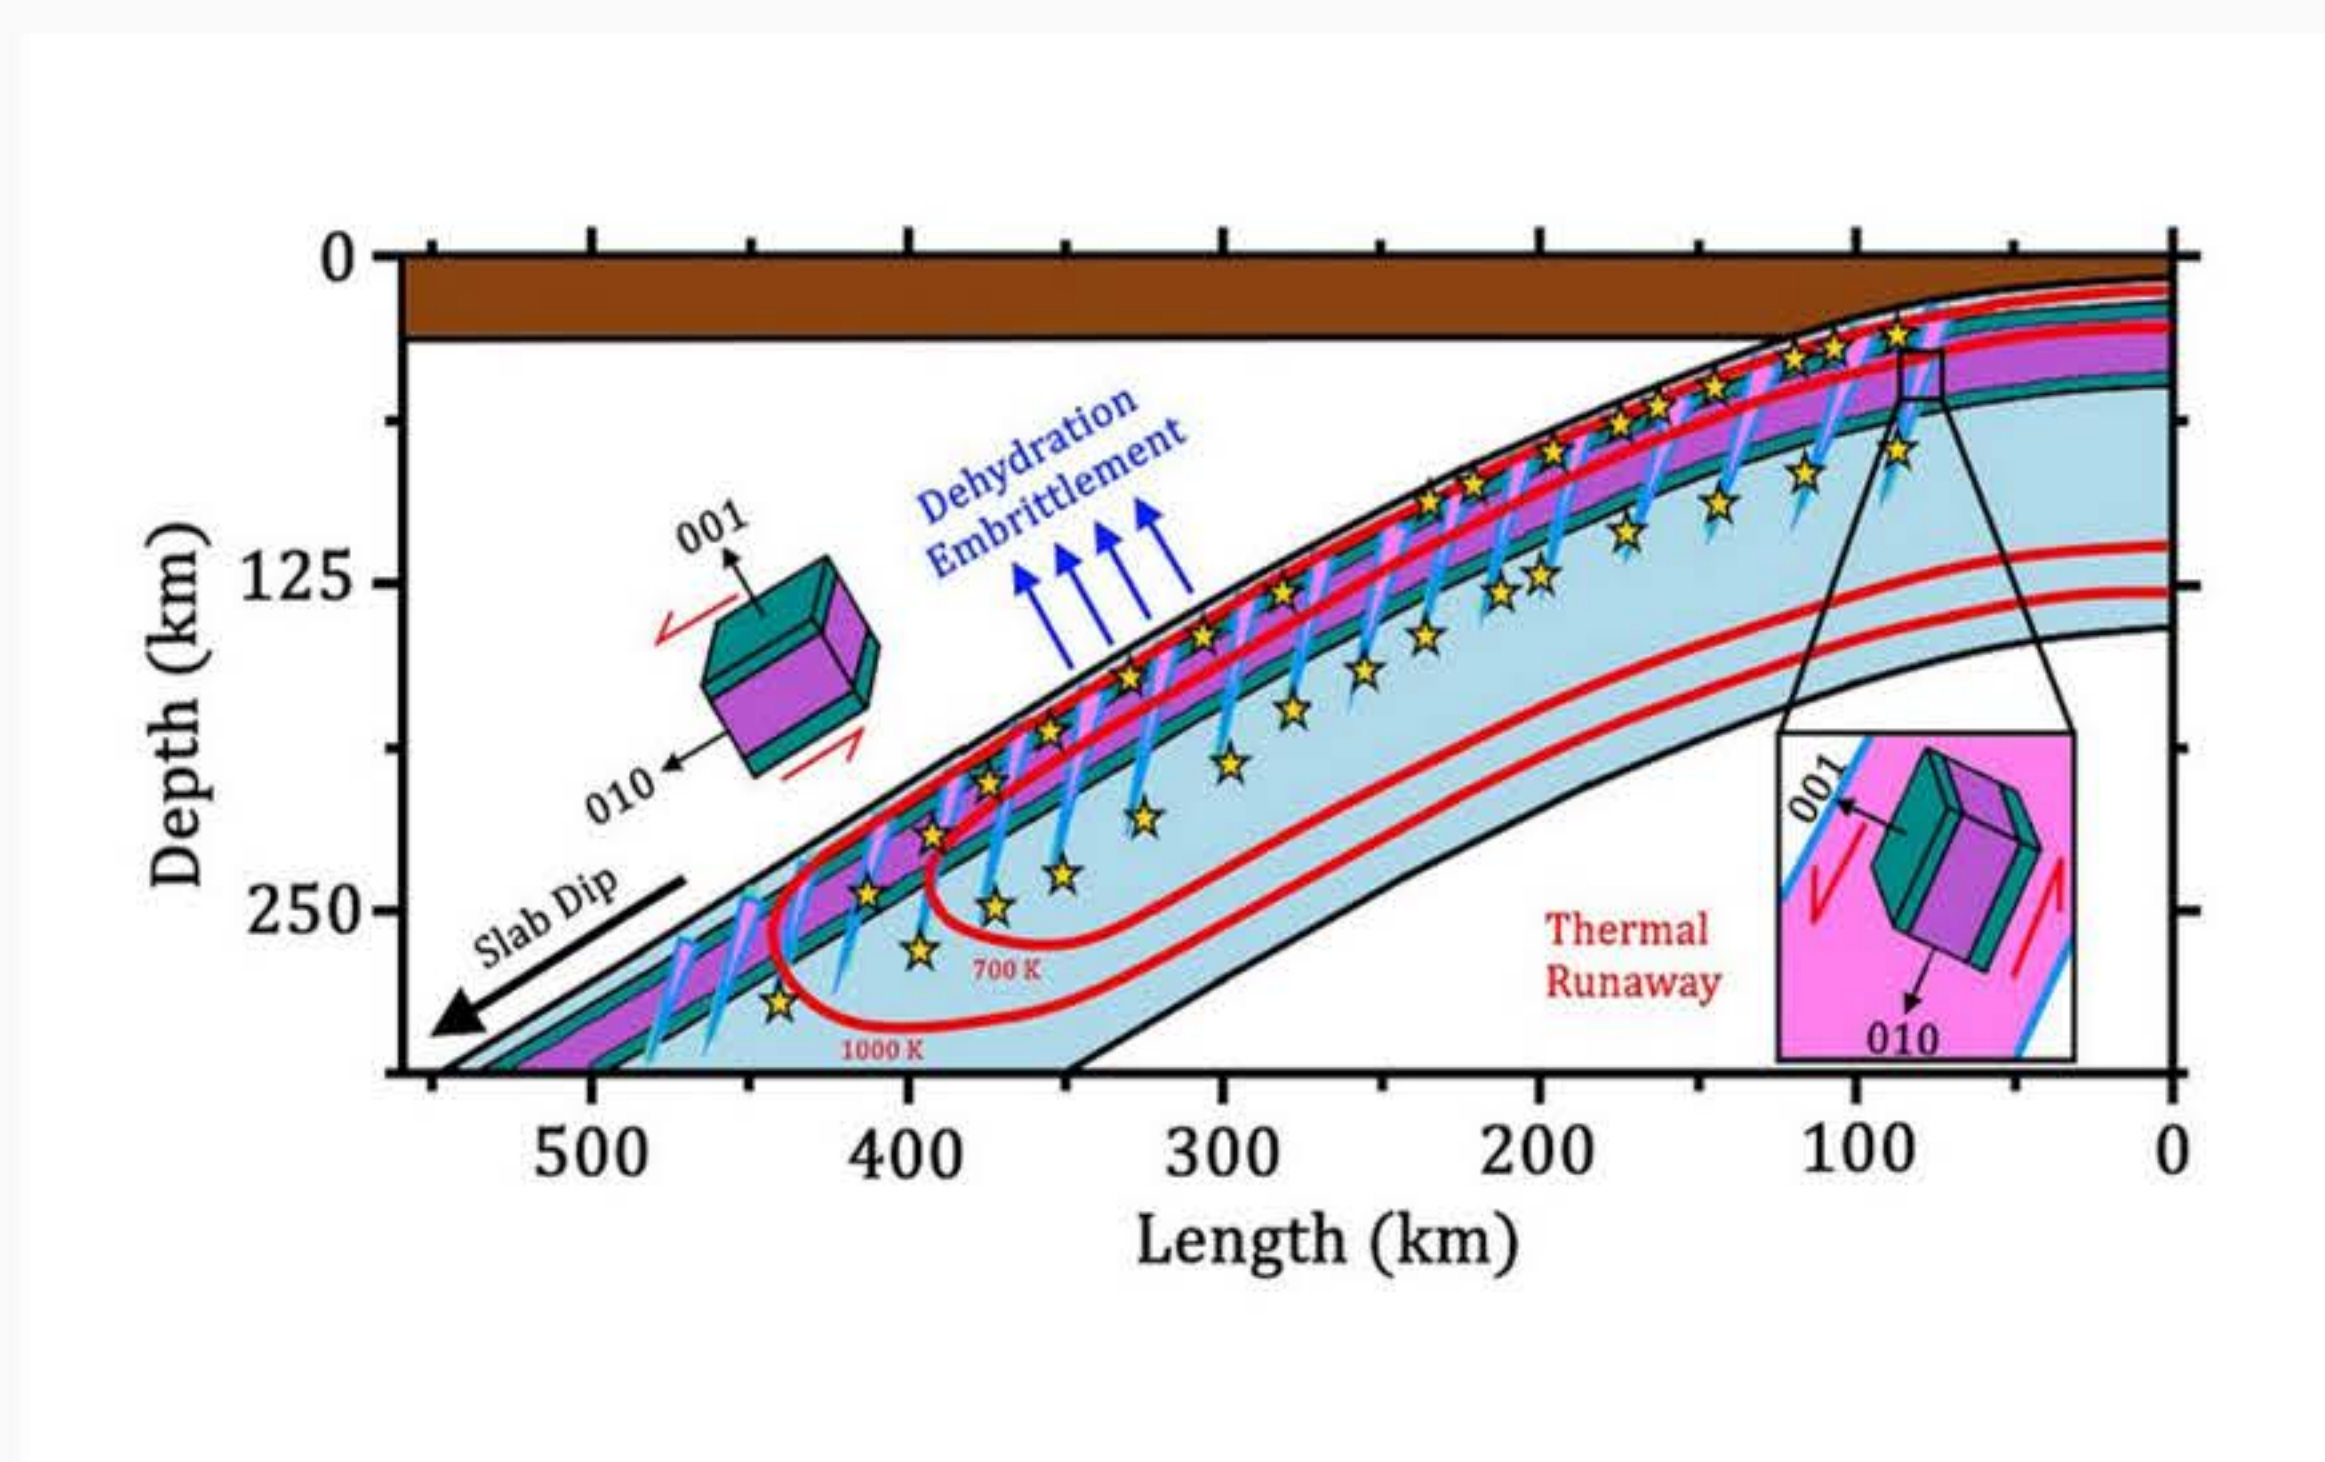 0
125
250
Depth (km)
Dehydration
Embrittlement
001
010
Slab Dip
700 K
1000 K
Thermal
Runaway
001
010
500
400
300
200
100
0
Length (km)